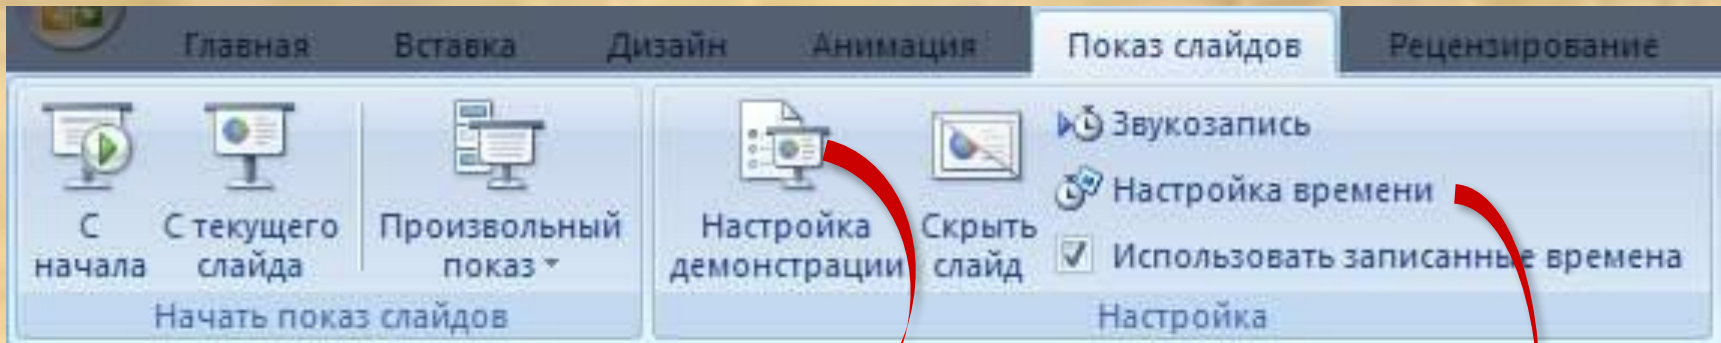 Главная Вставка Дизайн Анимация Показ слайдов Рецензирование
С начала
С текущего слайда
Произвольный показ
Начать показ слайдов
Настройка демонстрации
Скрыть слайд
Звукозапись
Настройка времени
Использовать записанные времена
Настройка